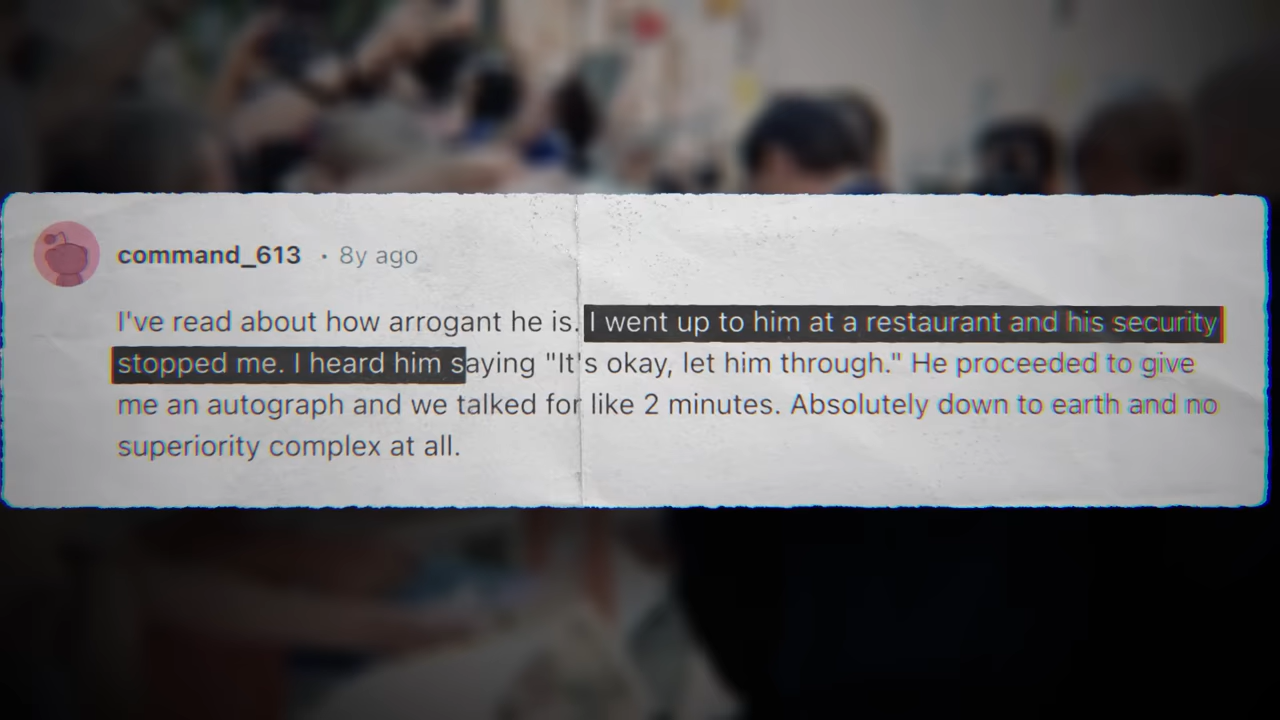 command_613 · 8y ago
I've read about how arrogant he is. I went up to him at a restaurant and his security
stopped me. I heard him saying "It's okay, let him through." He proceeded to give
me an autograph and we talked for like 2 minutes. Absolutely down to earth and no
superiority complex at all.